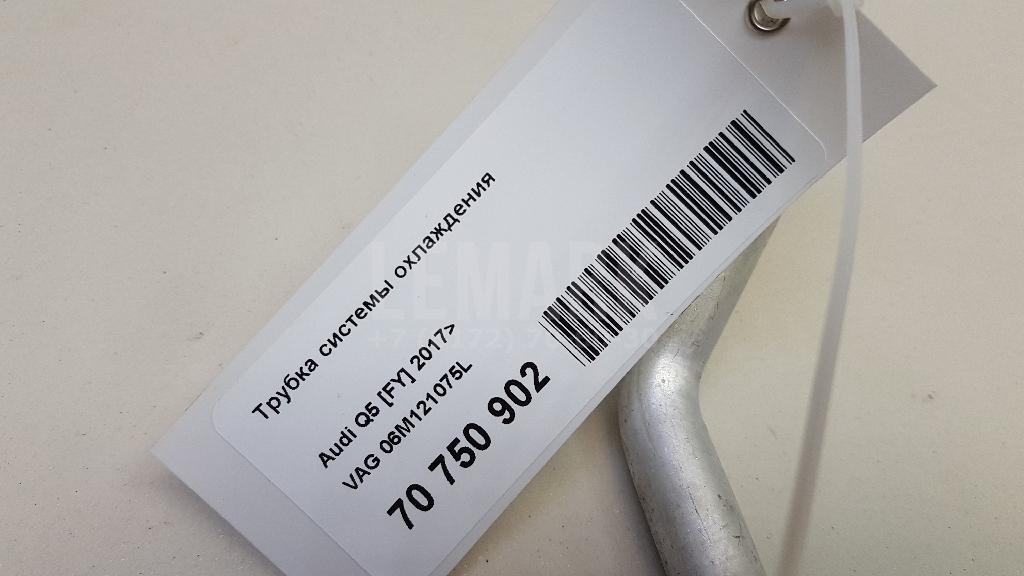 Трубка системы охлаждения
Audi Q5 [FY] 2017>
VAG 06M121075L
70 750 902